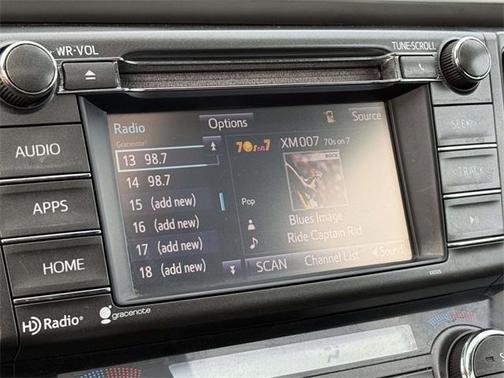 PWR•VOL
TUNE•SCROLL
Radio
Options
Source
Gracenote
13 98.7
14 98.7
15 (add new)
16 (add new)
17 (add new)
18 (add new)
70s on 7
XM007 70s on 7
ROCK
Pop
Blues Image
Ride Captain Rid
SCAN
Channel List
Sound
AUDIO
APPS
HOME
HD Radio
gracenote
SEEK
TRACK